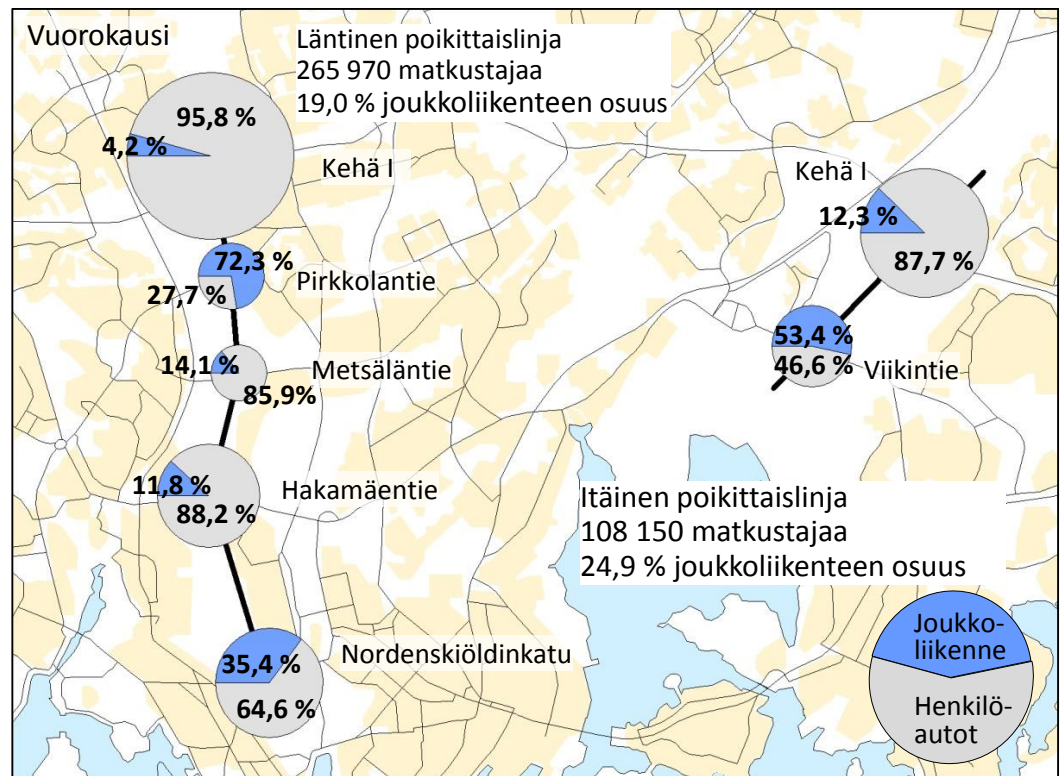 Vuorokausi
Läntinen poikittaislinja
265 970 matkustajaa
19,0 % joukkoliikenteen osuus
95,8 %
4,2 %
Kehä I
72,3 %
27,7 %
Pirkkolantie
14,1 %
85,9%
Metsäläntie
11,8 %
88,2 %
Hakamäentie
35,4 %
64,6 %
Nordenskiöldinkatu
Kehä I
12,3 %
87,7 %
53,4 %
46,6 %
Viikintie
Itäinen poikittaislinja
108 150 matkustajaa
24,9 % joukkoliikenteen osuus
Joukko-
liikenne
Henkilö-
autot